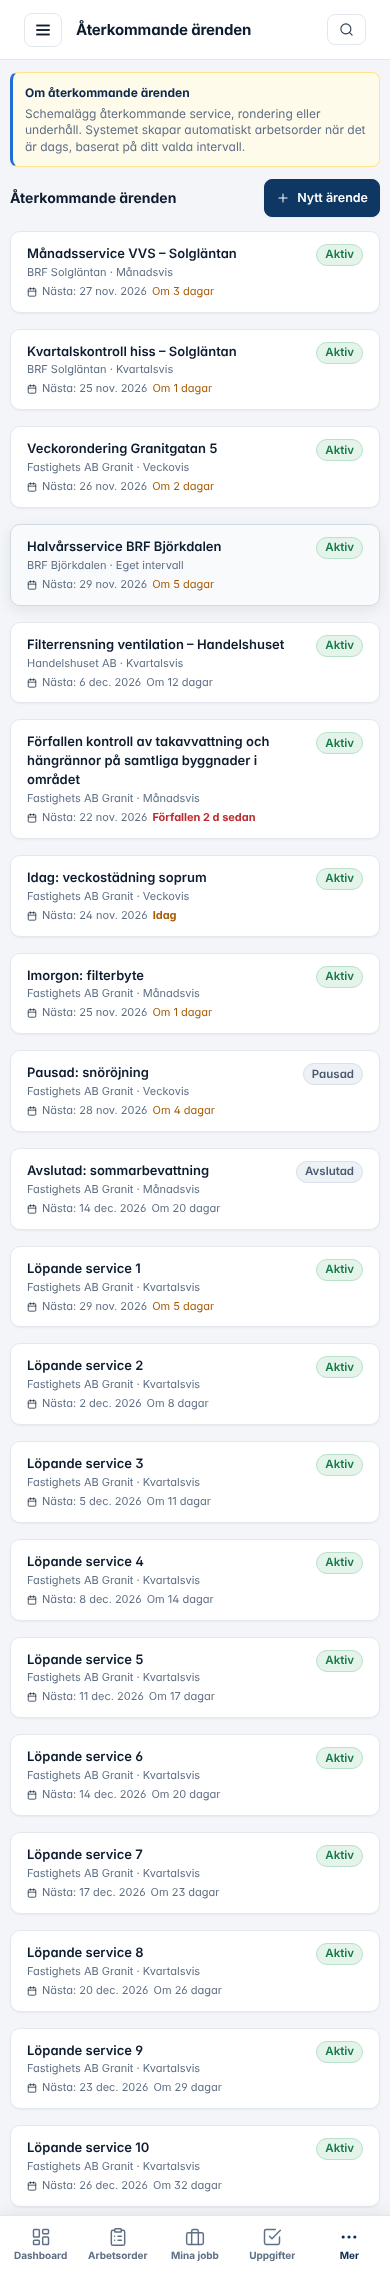 Återkommande ärenden
Om återkommande ärenden
Schemalägg återkommande service, rondering eller
underhåll. Systemet skapar automatiskt arbetsorder när det
är dags, baserat på ditt valda intervall.
Återkommande ärenden
+ Nytt ärende
Månadsservice VVS – Solgläntan
Aktiv
BRF Solgläntan · Månadsvis
Nästa: 27 nov. 2026 Om 3 dagar
Kvartalskontroll hiss – Solgläntan
Aktiv
BRF Solgläntan · Kvartalsvis
Nästa: 25 nov. 2026 Om 1 dagar
Veckorondering Granitgatan 5
Aktiv
Fastighets AB Granit · Veckovis
Nästa: 26 nov. 2026 Om 2 dagar
Halvårsservice BRF Björkdalen
Aktiv
BRF Björkdalen · Eget intervall
Nästa: 29 nov. 2026 Om 5 dagar
Filterrensning ventilation – Handelshuset
Aktiv
Handelshuset AB · Kvartalsvis
Nästa: 6 dec. 2026 Om 12 dagar
Förfallen kontroll av takavvattning och
hängrännor på samtliga byggnader i
området
Aktiv
Fastighets AB Granit · Månadsvis
Nästa: 22 nov. 2026 Förfallen 2 d sedan
Idag: veckostädning soprum
Aktiv
Fastighets AB Granit · Veckovis
Nästa: 24 nov. 2026 Idag
Imorgon: filterbyte
Aktiv
Fastighets AB Granit · Månadsvis
Nästa: 25 nov. 2026 Om 1 dagar
Pausad: snöröjning
Pausad
Fastighets AB Granit · Veckovis
Nästa: 28 nov. 2026 Om 4 dagar
Avslutad: sommarbevattning
Avslutad
Fastighets AB Granit · Månadsvis
Nästa: 14 dec. 2026 Om 20 dagar
Löpande service 1
Aktiv
Fastighets AB Granit · Kvartalsvis
Nästa: 29 nov. 2026 Om 5 dagar
Löpande service 2
Aktiv
Fastighets AB Granit · Kvartalsvis
Nästa: 2 dec. 2026 Om 8 dagar
Löpande service 3
Aktiv
Fastighets AB Granit · Kvartalsvis
Nästa: 5 dec. 2026 Om 11 dagar
Löpande service 4
Aktiv
Fastighets AB Granit · Kvartalsvis
Nästa: 8 dec. 2026 Om 14 dagar
Löpande service 5
Aktiv
Fastighets AB Granit · Kvartalsvis
Nästa: 11 dec. 2026 Om 17 dagar
Löpande service 6
Aktiv
Fastighets AB Granit · Kvartalsvis
Nästa: 14 dec. 2026 Om 20 dagar
Löpande service 7
Aktiv
Fastighets AB Granit · Kvartalsvis
Nästa: 17 dec. 2026 Om 23 dagar
Löpande service 8
Aktiv
Fastighets AB Granit · Kvartalsvis
Nästa: 20 dec. 2026 Om 26 dagar
Löpande service 9
Aktiv
Fastighets AB Granit · Kvartalsvis
Nästa: 23 dec. 2026 Om 29 dagar
Löpande service 10
Aktiv
Fastighets AB Granit · Kvartalsvis
Nästa: 26 dec. 2026 Om 32 dagar
Dashboard Arbetsorder Mina jobb Uppgifter Mer